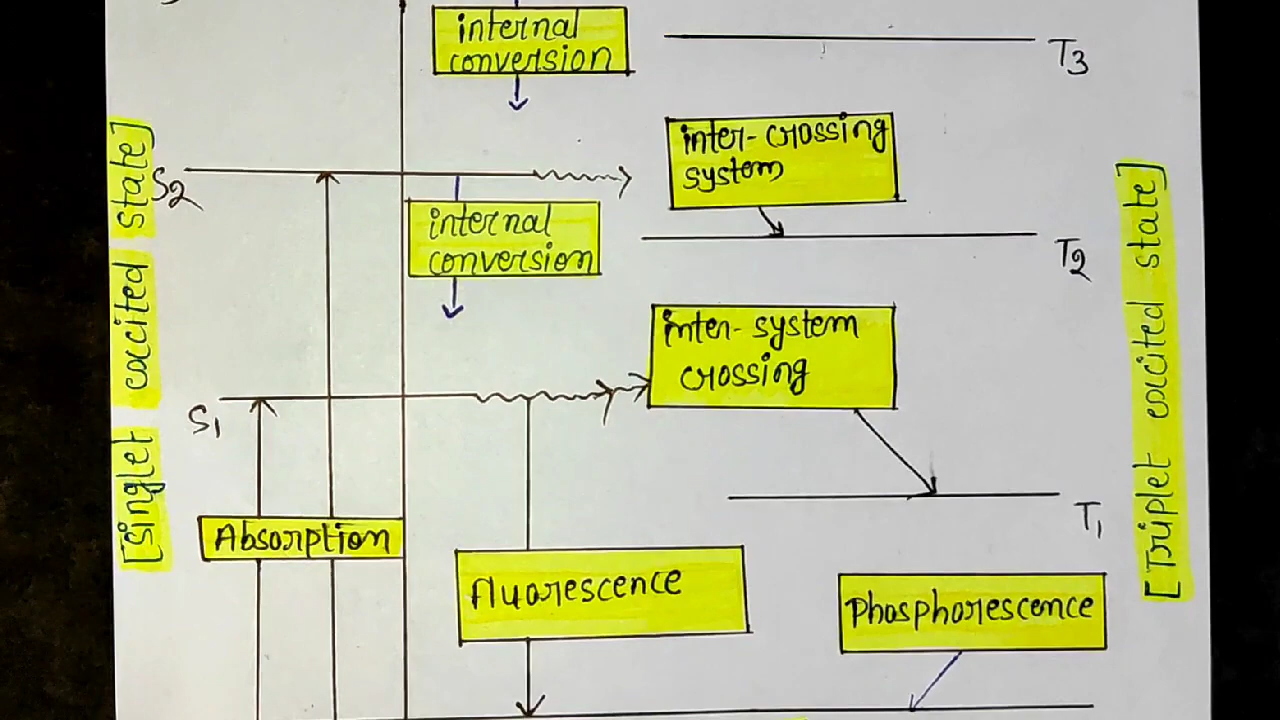 internal
conversion
T3
inter-crossing
system
S2
internal
conversion
T2
inter-system
crossing
S1
T1
Absorption
fluorescence
Phosphorescence
[singlet excited state]
[Triplet excited state]